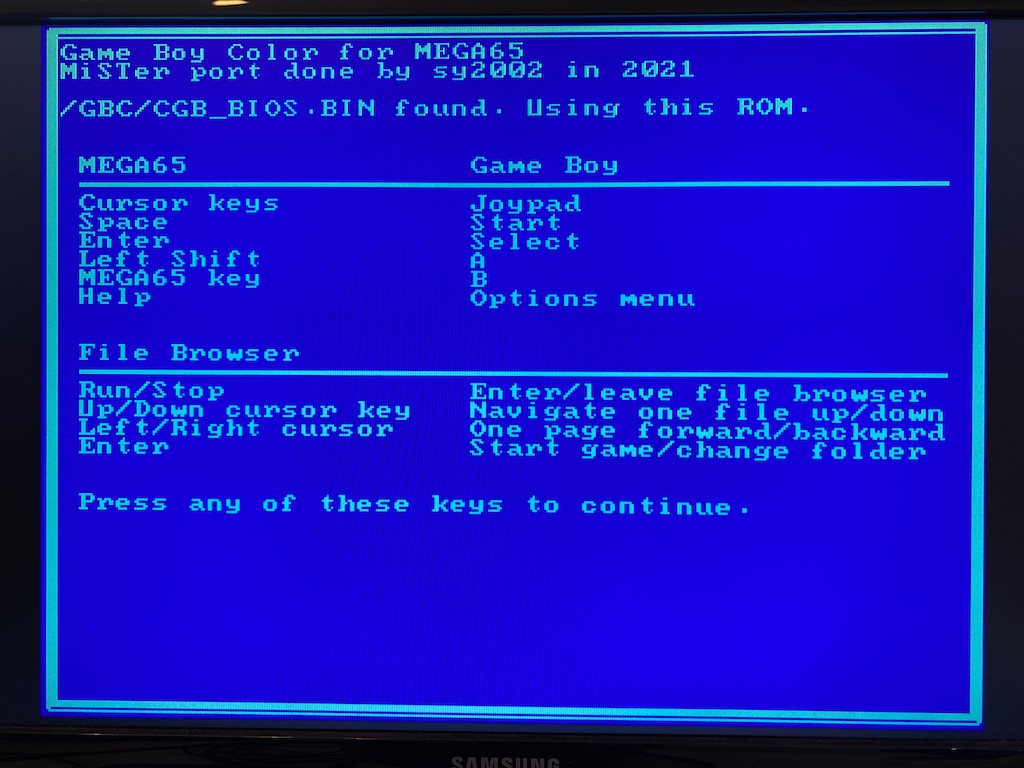 Game Boy Color for MEGA65
MiSTer port done by sy2002 in 2021
/GBC/CGB_BIOS.BIN found. Using this ROM.
MEGA65 Game Boy
Cursor keys Joypad
Space Start
Enter Select
Left Shift A
MEGA65 key B
Help Options menu
File Browser
Run/Stop Enter/leave file browser
Up/Down cursor key Navigate one file up/down
Left/Right cursor One page forward/backward
Enter Start game/change folder
Press any of these keys to continue.
SAMSUNG